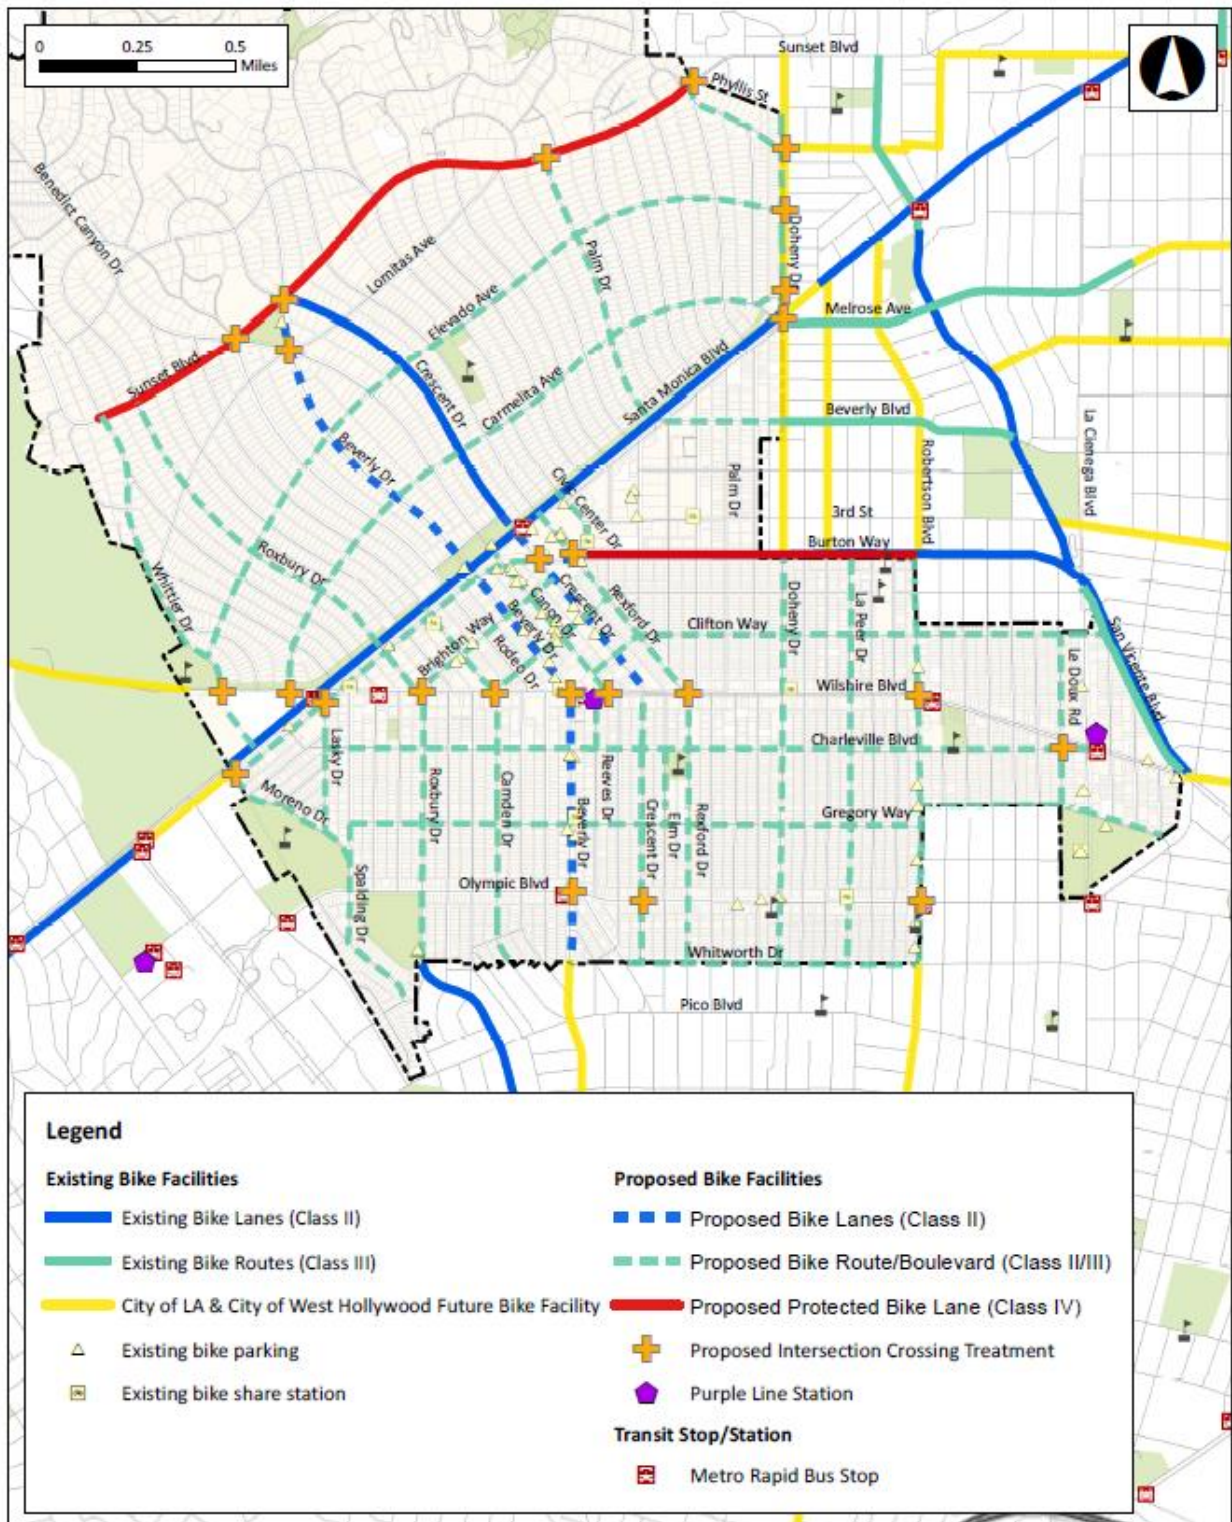 0 0.25 0.5
Miles
Sunset Blvd
Phyllis St
Benedict Canyon Dr
Lomitas Ave
Palm Dr
Doheny Dr
Elevado Ave
Melrose Ave
Sunset Blvd
Crescent Dr
Carmelita Ave
Santa Monica Blvd
Beverly Blvd
La Cienega Blvd
Beverly Dr
Robertson Blvd
Palm Dr
Civic Center Dr
3rd St
Burton Way
Roxbury Dr
Whittier Dr
Crescent Dr
Rexford Dr
Canon Dr
Beverly Dr
Rodeo Dr
Brighton Way
Clifton Way
Doheny Dr
La Peer Dr
San Vicente Blvd
Le Doux Rd
Wilshire Blvd
Lasky Dr
Charleville Blvd
Moreno Dr
Roxbury Dr
Camden Dr
Beverly Dr
Reeves Dr
Crescent Dr
Elm Dr
Rexford Dr
Gregory Way
Spalding Dr
Olympic Blvd
Whitworth Dr
Pico Blvd
Legend
Existing Bike Facilities
Existing Bike Lanes (Class II)
Existing Bike Routes (Class III)
City of LA & City of West Hollywood Future Bike Facility
Existing bike parking
Existing bike share station
Proposed Bike Facilities
Proposed Bike Lanes (Class II)
Proposed Bike Route/Boulevard (Class II/III)
Proposed Protected Bike Lane (Class IV)
Proposed Intersection Crossing Treatment
Purple Line Station
Transit Stop/Station
Metro Rapid Bus Stop